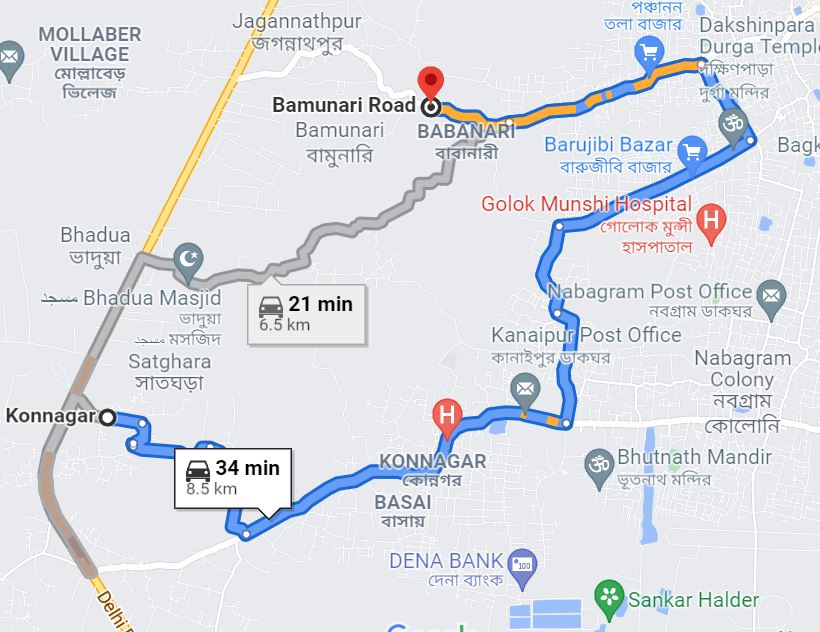 পঞ্চানন
তলা বাজার
Jagannathpur
জগন্নাথপুর
Dakshinpara
Durga Temple
দক্ষিণপাড়া
দুর্গা মন্দির
MOLLABER
VILLAGE
মোল্লাবেড়
ভিলেজ
Bamunari Road
Bamunari
বামুনারি
BABANARI
বাবানারী
Barujibi Bazar
বারুজীবি বাজার
Bagk
Golok Munshi Hospital
গোলোক মুন্সী
হাসপাতাল
H
Bhadua
ভাদুয়া
Bhadua Masjid مسجد
ভাদুয়া
মসজিদ مسجد
21 min
6.5 km
Nabagram Post Office
নবগ্রাম ডাকঘর
Kanaipur Post Office
কানাইপুর ডাকঘর
Satghara
সাতঘড়া
Nabagram
Colony
নবগ্রাম
কোলোনি
Konnagar
H
34 min
8.5 km
KONNAGAR
কোন্নগর
BASAI
বাসায়
Bhutnath Mandir
ভূতনাথ মন্দির
DENA BANK
দেনা ব্যাংক
100
Delhi
Sankar Halder
Google